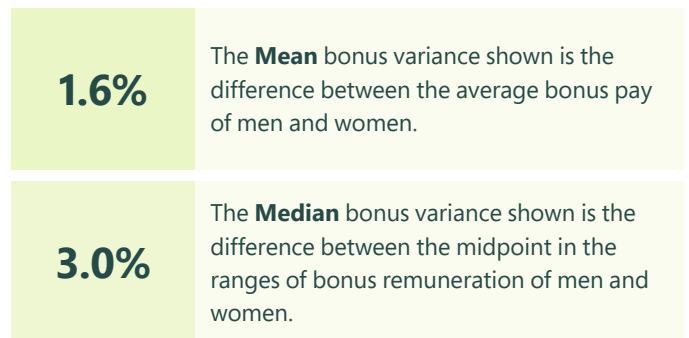 1.6%
The Mean bonus variance shown is the
difference between the average bonus pay
of men and women.
3.0%
The Median bonus variance shown is the
difference between the midpoint in the
ranges of bonus remuneration of men and
women.